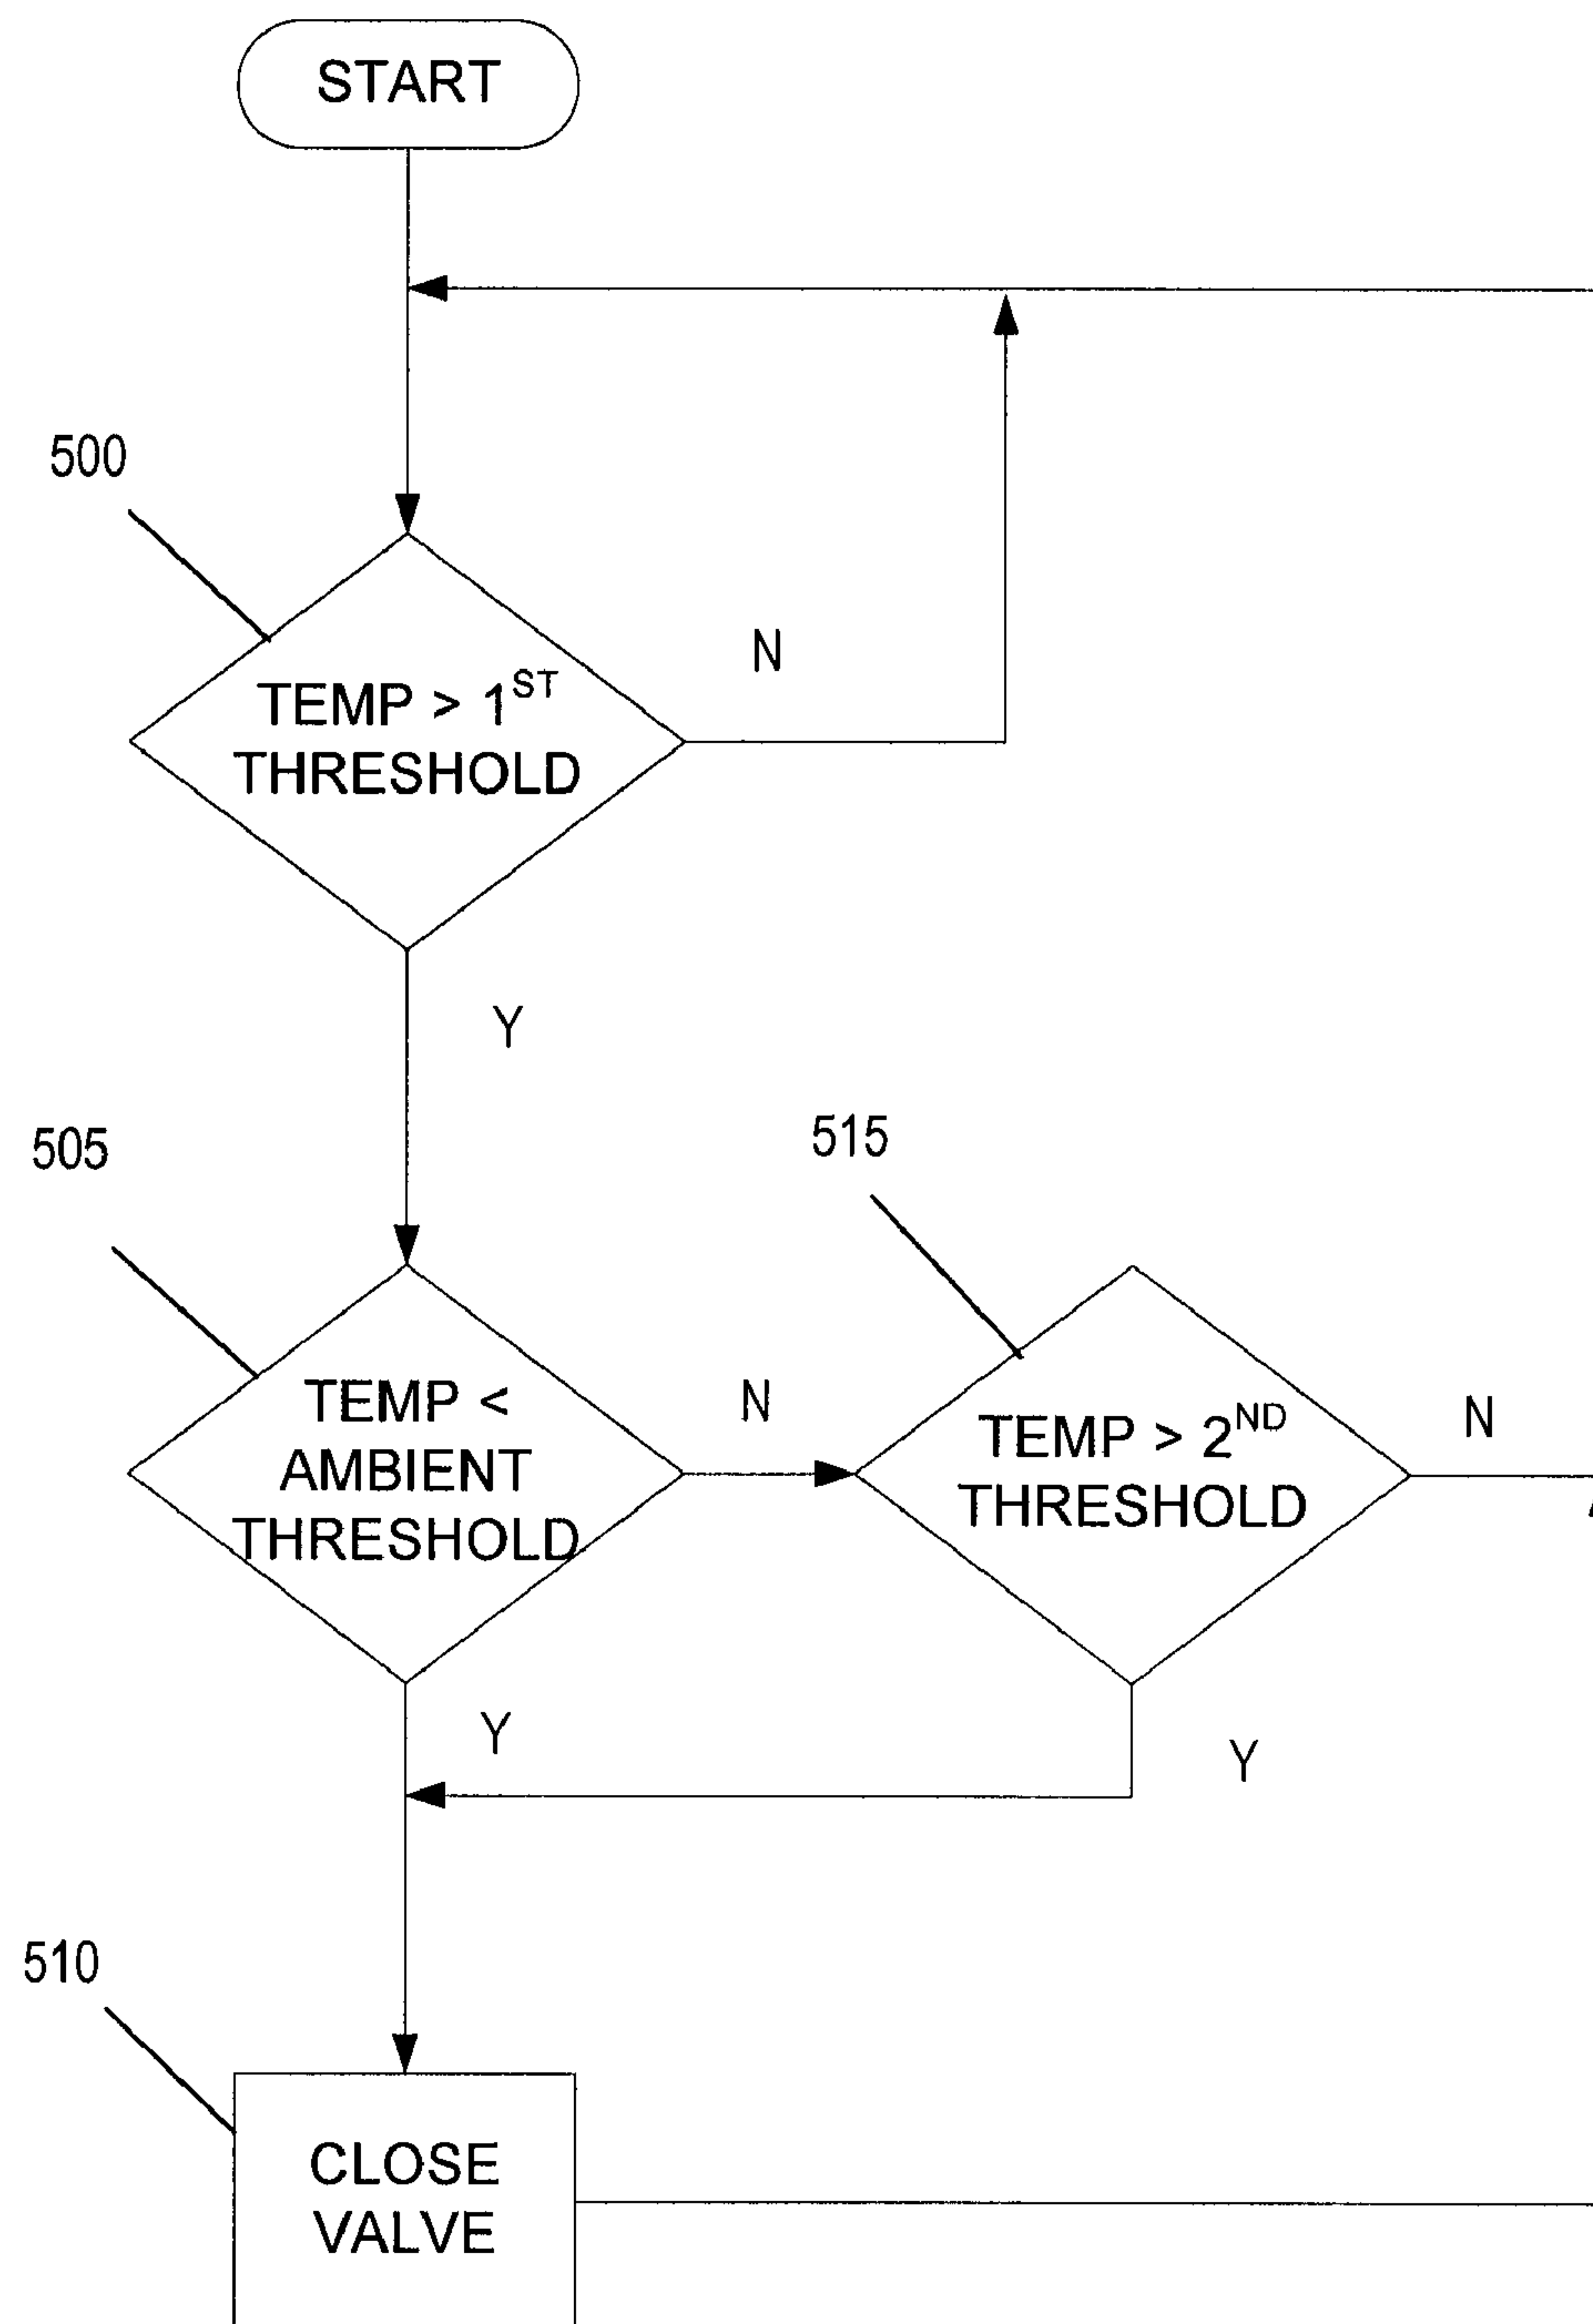 START
500
N
TEMP > 1ST
THRESHOLD
Y
505
515
TEMP <
AMBIENT
THRESHOLD
N
TEMP > 2ND
THRESHOLD
N
Y
Y
510
CLOSE
VALVE